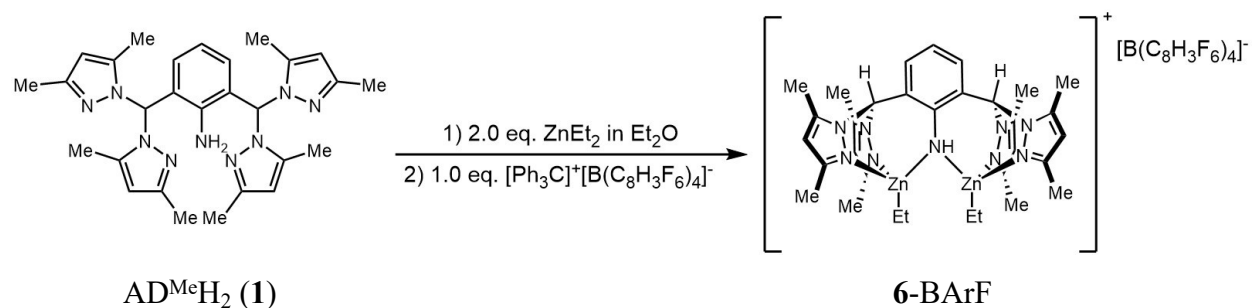 Me
Me
Me
N
N
N
N
Me
Me
N
N
NH2
N
N
Me
Me
Me
1) 2.0 eq. ZnEt2 in Et2O
2) 1.0 eq. [Ph3C]+[B(C8H3F6)4]-
+
[B(C8H3F6)4]-
H
H
Me
Me
Me
Me
N
N
N
N
N
N
NH
N
N
Me
Zn
Zn
Me
Me
Et
Et
Me
ADMeH2 (1)
6-BArF